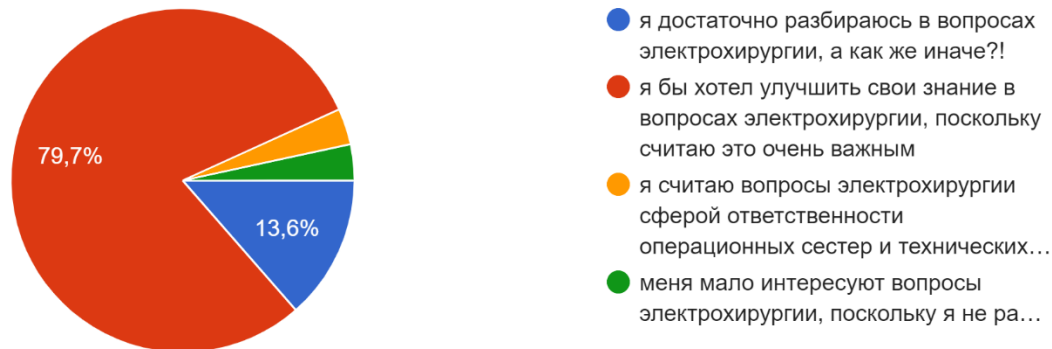 79,7%
13,6%
я достаточно разбираюсь в вопросах
электрохирургии, а как же иначе?!
я бы хотел улучшить свои знание в
вопросах электрохирургии, поскольку
считаю это очень важным
я считаю вопросы электрохирургии
сферой ответственности
операционных сестер и технических…
меня мало интересуют вопросы
электрохирургии, поскольку я не ра…